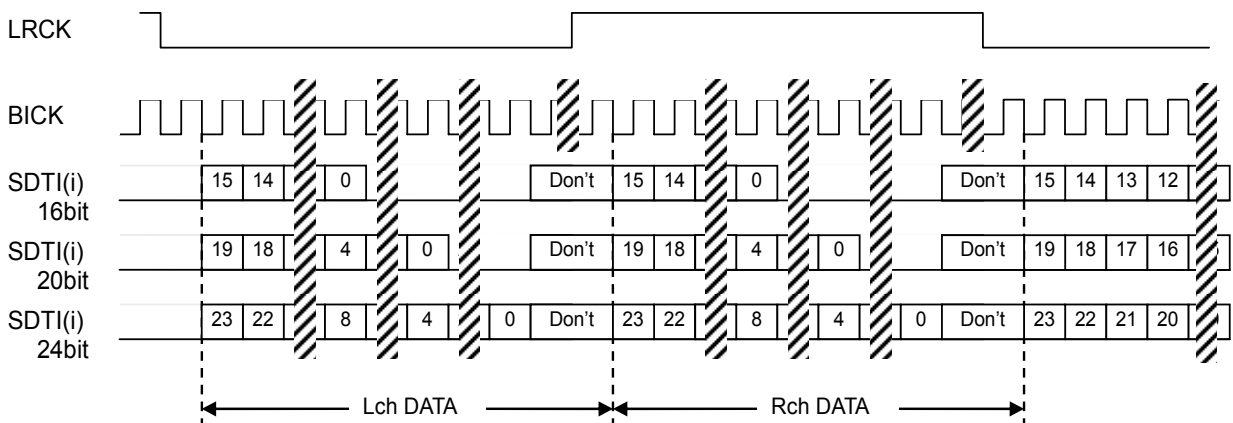 LRCK
BICK
SDTI(i)
16bit
15 14 0 Don't 15 14 0 Don't 15 14 13 12
SDTI(i)
20bit
19 18 4 0 Don't 19 18 4 0 Don't 19 18 17 16
SDTI(i)
24bit
23 22 8 4 0 Don't 23 22 8 4 0 Don't 23 22 21 20
Lch DATA Rch DATA